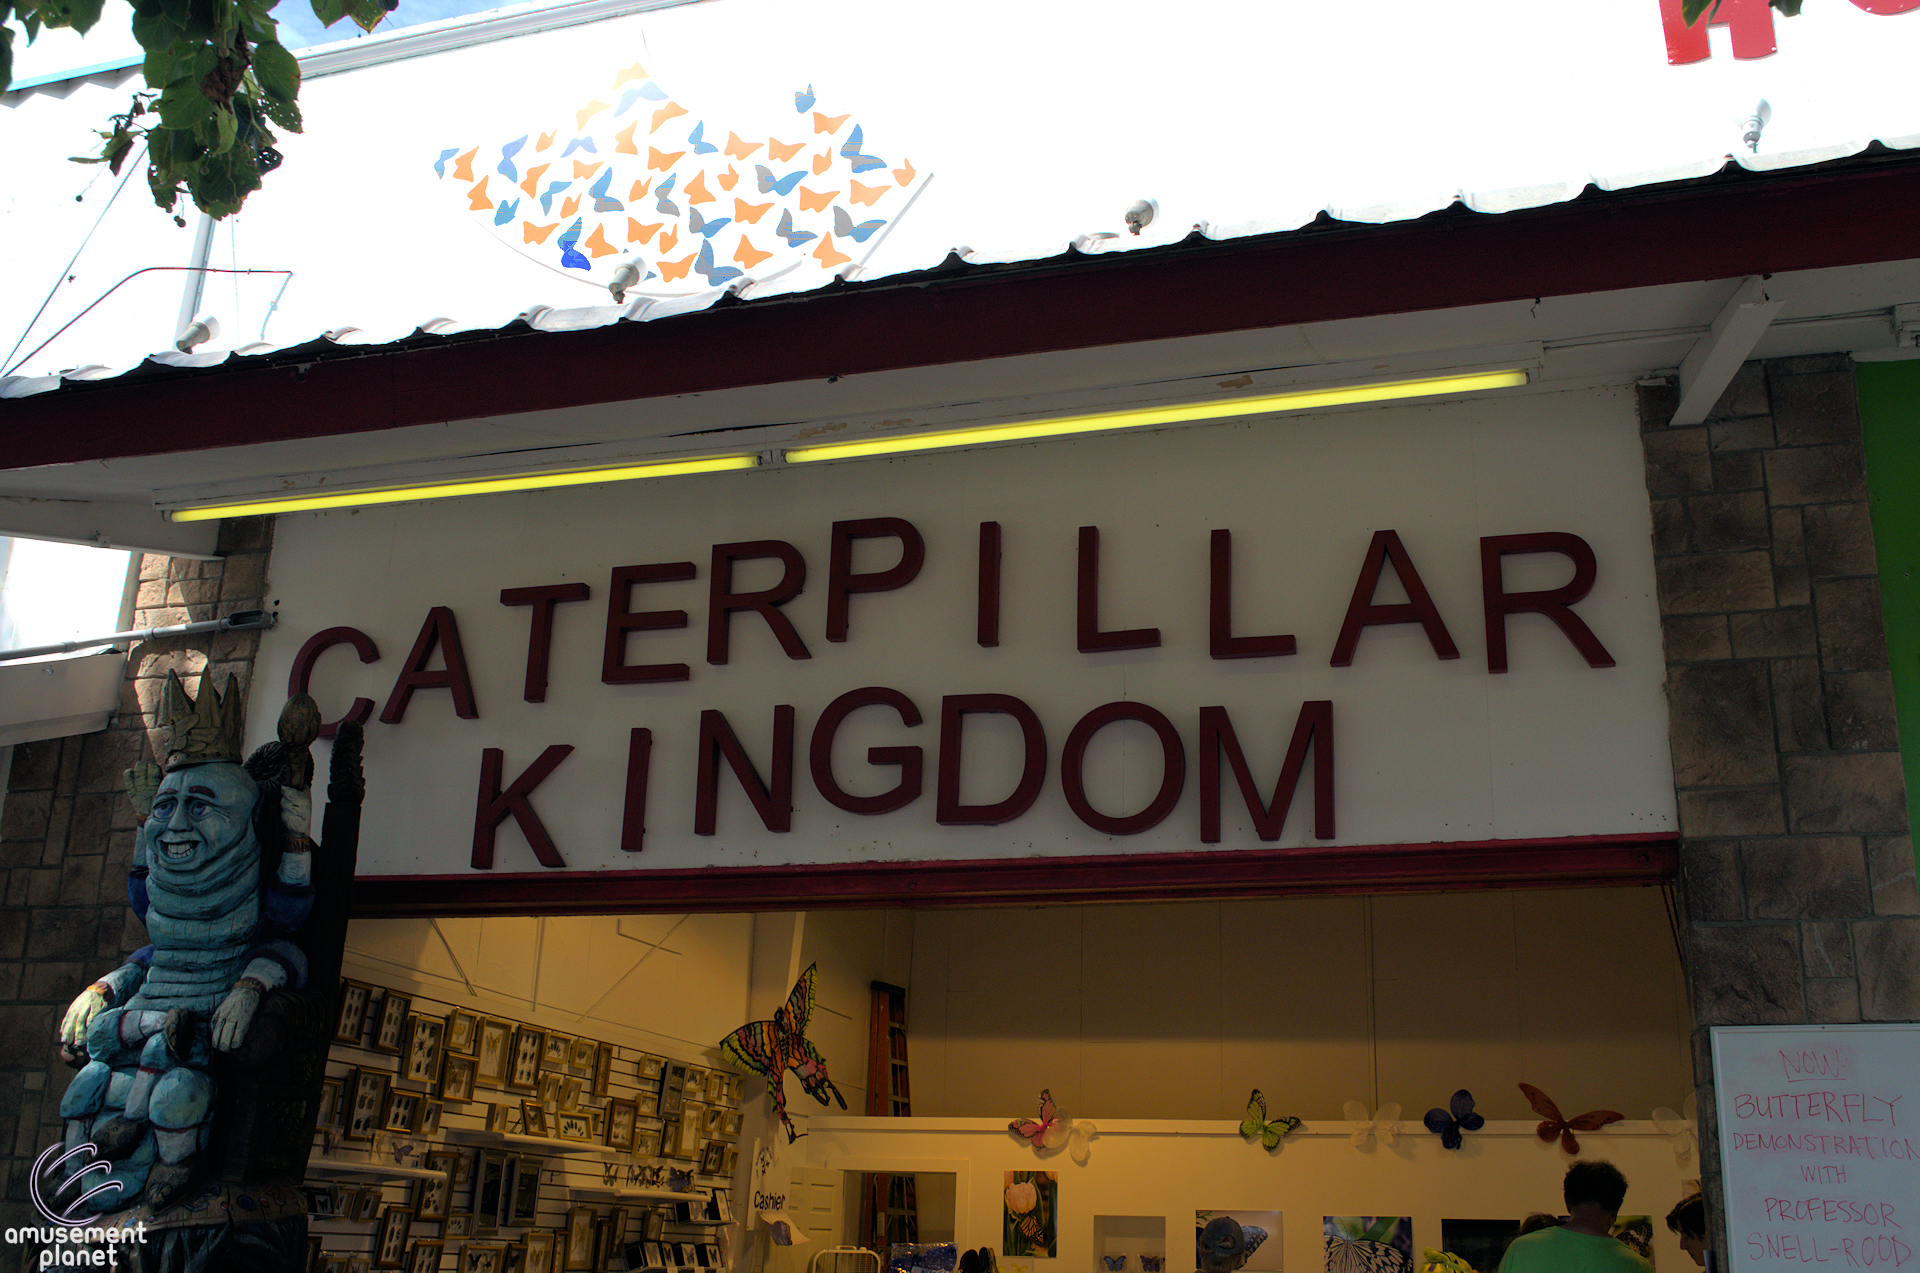 CATERPILLAR
KINGDOM
Cashier
NOW!
BUTTERFLY
DEMONSTRATION
WITH
PROFESSOR
SNELL-ROOD
amusement
planet